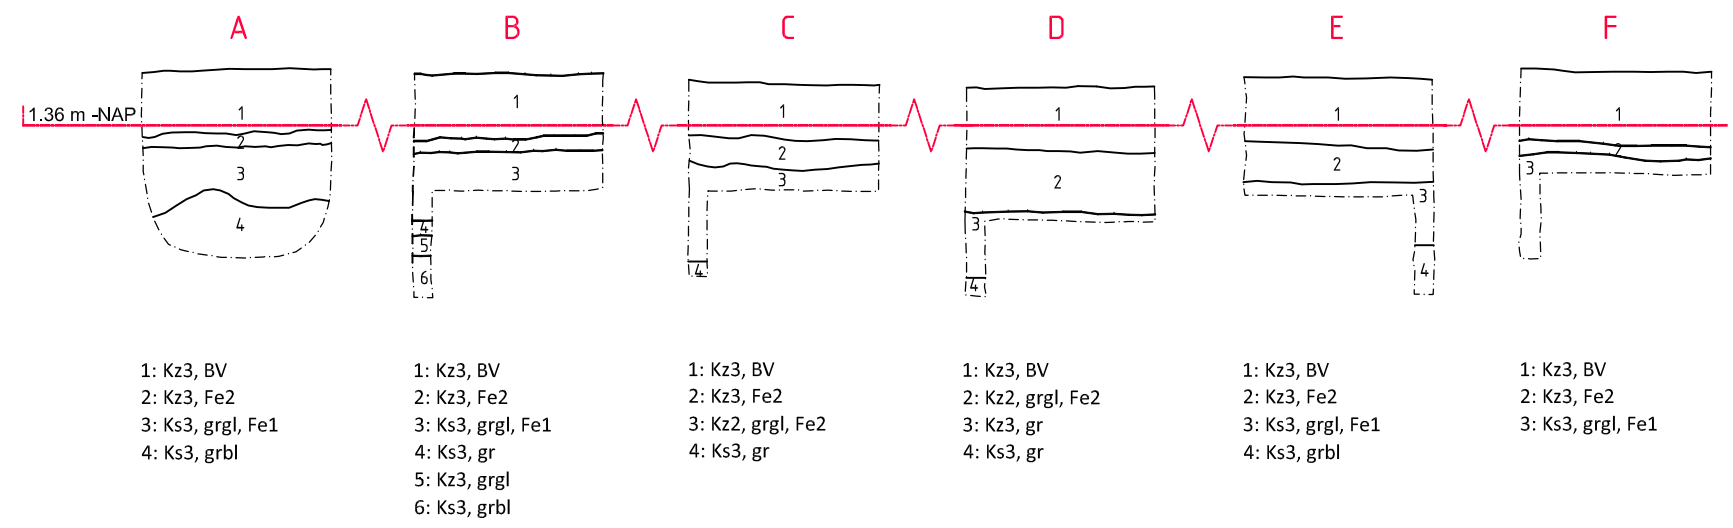 A B C D E F
1.36 m -NAP
1 1 1 1 1 1
2 2 2 2 2 2
3 3 3 3 3 3
4 4 4 4 4
5
6
1: Kz3, BV
2: Kz3, Fe2
3: Ks3, grgl, Fe1
4: Ks3, grbl
1: Kz3, BV
2: Kz3, Fe2
3: Ks3, grgl, Fe1
4: Ks3, gr
5: Kz3, grgl
6: Ks3, grbl
1: Kz3, BV
2: Kz3, Fe2
3: Kz2, grgl, Fe2
4: Ks3, gr
1: Kz3, BV
2: Kz2, grgl, Fe2
3: Kz3, gr
4: Ks3, gr
1: Kz3, BV
2: Kz3, Fe2
3: Ks3, grgl, Fe1
4: Ks3, grbl
1: Kz3, BV
2: Kz3, Fe2
3: Ks3, grgl, Fe1